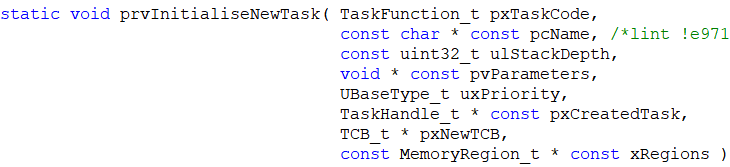 static void prvInitialiseNewTask( TaskFunction_t pxTaskCode,
const char * const pcName, /*lint !e971
const uint32_t ulStackDepth,
void * const pvParameters,
UBaseType_t uxPriority,
TaskHandle_t * const pxCreatedTask,
TCB_t * pxNewTCB,
const MemoryRegion_t * const xRegions )